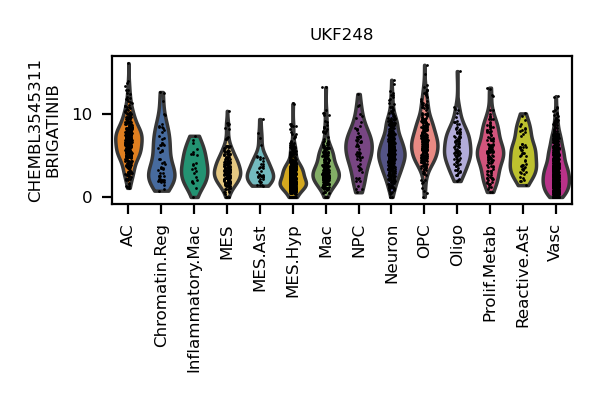 UKF248
CHEMBL3545311
BRIGATINIB
10
0
AC
Chromatin.Reg
Inflammatory.Mac
MES
MES.Ast
MES.Hyp
Mac
NPC
Neuron
OPC
Oligo
Prolif.Metab
Reactive.Ast
Vasc